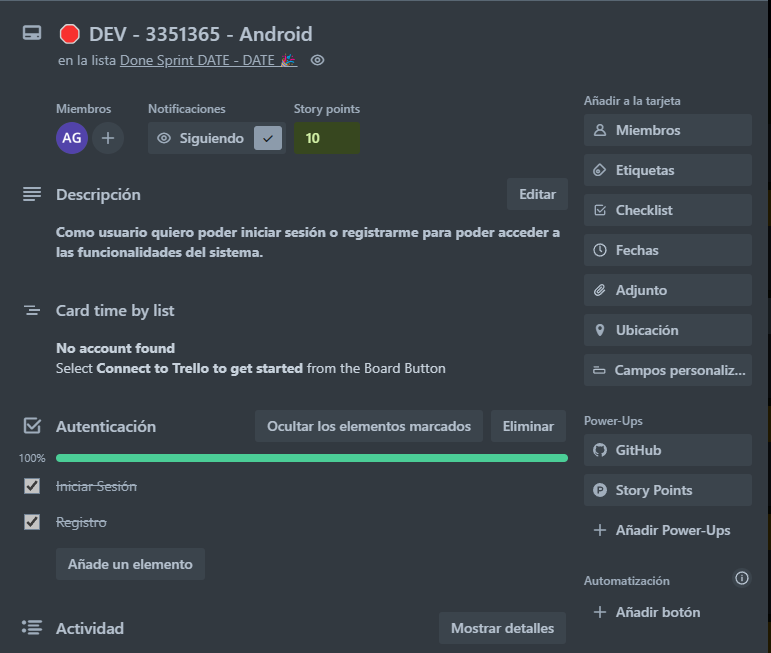 DEV - 3351365 - Android
en la lista Done Sprint DATE - DATE 🎉
Miembros
Notificaciones
Story points
AG
Siguiendo
10
Descripción
Editar
Como usuario quiero poder iniciar sesión o registrarme para poder acceder a
las funcionalidades del sistema.
Card time by list
No account found
Select Connect to Trello to get started from the Board Button
Autenticación
Ocultar los elementos marcados
Eliminar
100%
Iniciar Sesión
Registro
Añade un elemento
Actividad
Mostrar detalles
Añadir a la tarjeta
Miembros
Etiquetas
Checklist
Fechas
Adjunto
Ubicación
Campos personaliz...
Power-Ups
GitHub
Story Points
Añadir Power-Ups
Automatización
Añadir botón